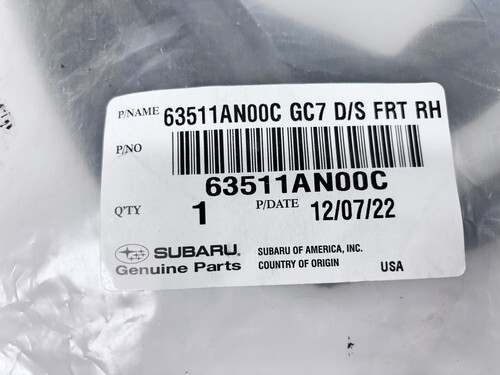 P/NAME 63511AN00C GC7 D/S FRT RH
P/NO
63511AN00C
Q'TY 1 P/DATE 12/07/22
SUBARU. SUBARU OF AMERICA, INC.
Genuine Parts COUNTRY OF ORIGIN USA